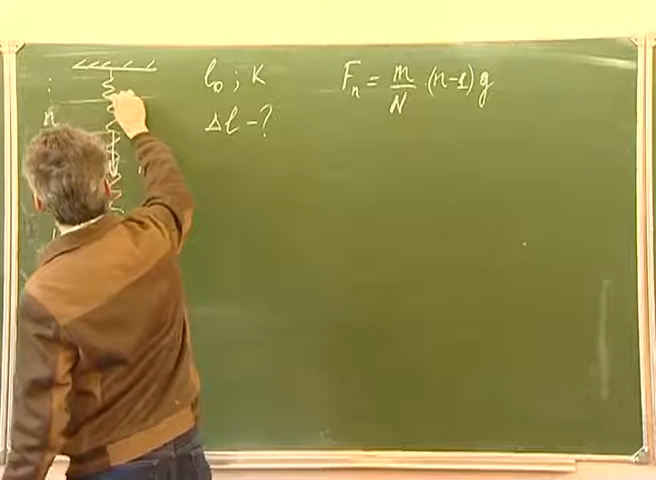 l₀ ; K
Δl - ?
Fₙ = m/N · (n-1) g
n